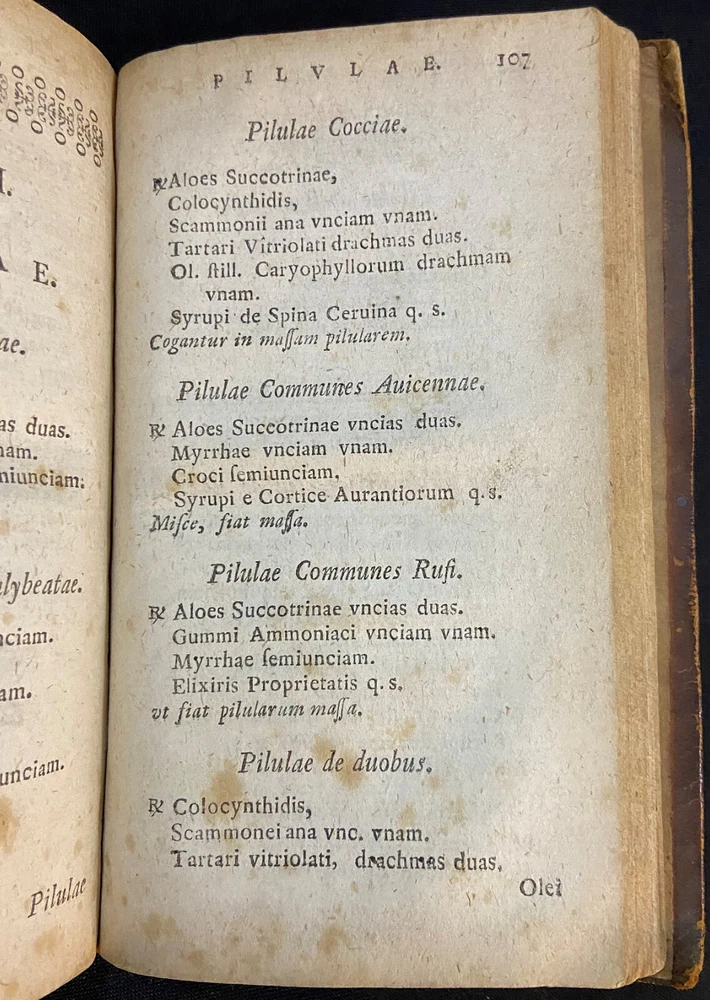 I.
A E.
ae.
as duas.
nam.
miunciam.
alybeatae.
nciam.
am.
unciam.
Pilulae
P I L V L A E. 107
Pilulae Cocciae.
℞ Aloes Succotrinae,
Colocynthidis,
Scammonii ana vnciam vnam.
Tartari Vitriolati drachmas duas.
Ol. ſtill. Caryophyllorum drachmam
vnam.
Syrupi de Spina Ceruina q. s.
Cogantur in maſſam pilularem.
Pilulae Communes Auicennae.
℞ Aloes Succotrinae vncias duas.
Myrrhae vnciam vnam.
Croci ſemiunciam,
Syrupi e Cortice Aurantiorum q. s.
Miſce, fiat maſſa.
Pilulae Communes Rufi.
℞ Aloes Succotrinae vncias duas.
Gummi Ammoniaci vnciam vnam.
Myrrhae ſemiunciam.
Elixiris Proprietatis q. s.
vt fiat pilularum maſſa.
Pilulae de duobus.
℞ Colocynthidis,
Scammonei ana vnc. vnam.
Tartari vitriolati, drachmas duas.
Olei